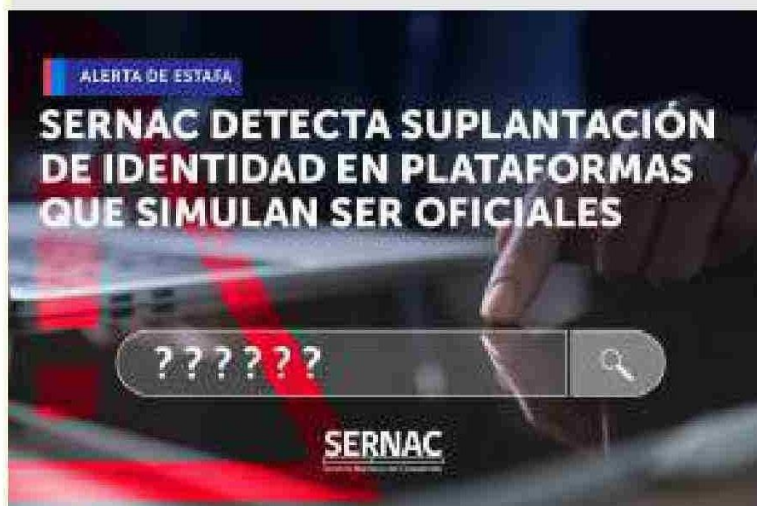 ALERTA DE ESTAFA
SERNAC DETECTA SUPLANTACIÓN
DE IDENTIDAD EN PLATAFORMAS
QUE SIMULAN SER OFICIALES
? ? ? ? ? ?
SERNAC